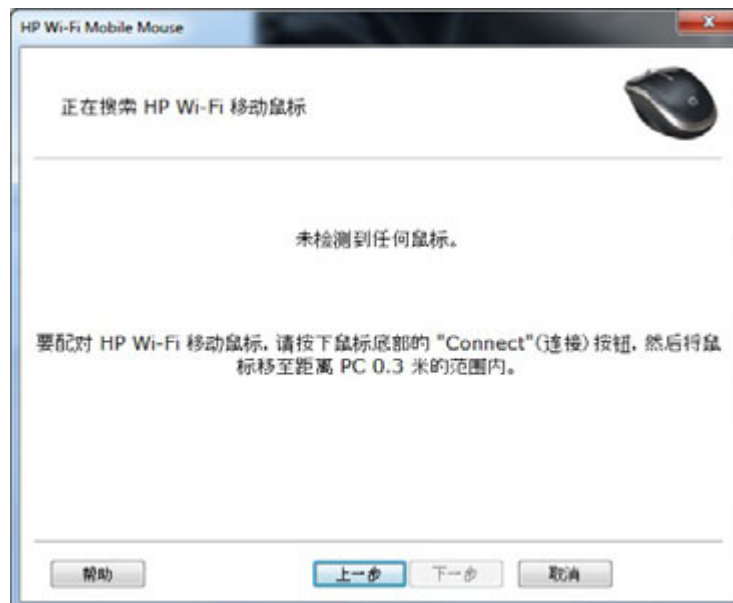 HP Wi-Fi Mobile Mouse
正在搜索 HP Wi-Fi 移动鼠标
未检测到任何鼠标。
要配对 HP Wi-Fi 移动鼠标, 请按下鼠标底部的 "Connect"(连接) 按钮, 然后将鼠
标移至距离 PC 0.3 米的范围内。
帮助
上一步
下一步
取消